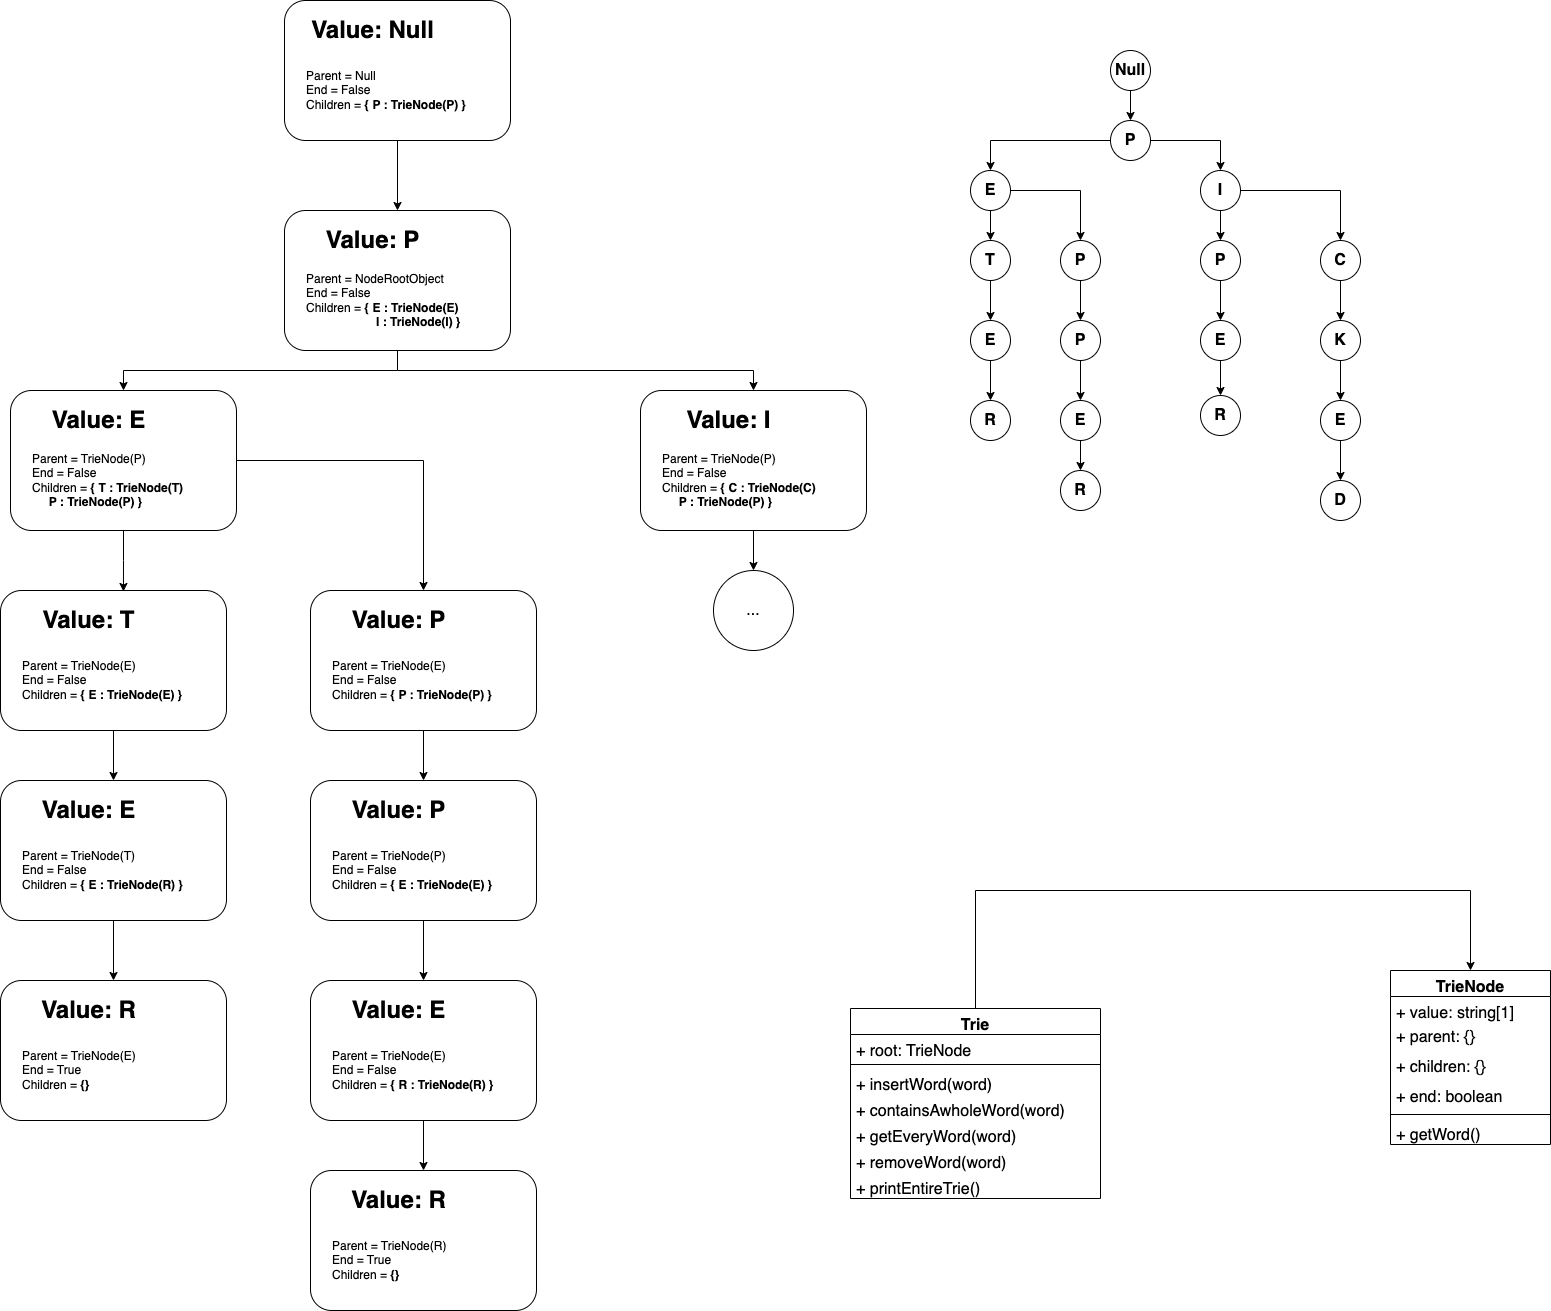 Value: Null
Parent = Null
End = False
Children = { P : TrieNode(P) }
Value: P
Parent = NodeRootObject
End = False
Children = { E : TrieNode(E)
I : TrieNode(I) }
Value: E
Parent = TrieNode(P)
End = False
Children = { T : TrieNode(T)
P : TrieNode(P) }
Value: I
Parent = TrieNode(P)
End = False
Children = { C : TrieNode(C)
P : TrieNode(P) }
...
Value: T
Parent = TrieNode(E)
End = False
Children = { E : TrieNode(E) }
Value: P
Parent = TrieNode(E)
End = False
Children = { P : TrieNode(P) }
Value: E
Parent = TrieNode(T)
End = False
Children = { E : TrieNode(R) }
Value: P
Parent = TrieNode(P)
End = False
Children = { E : TrieNode(E) }
Value: R
Parent = TrieNode(E)
End = True
Children = {}
Value: E
Parent = TrieNode(E)
End = False
Children = { R : TrieNode(R) }
Value: R
Parent = TrieNode(R)
End = True
Children = {}
Null
P
E
I
T
P
P
C
E
P
E
K
R
E
R
E
R
D
Trie
+ root: TrieNode
+ insertWord(word)
+ containsAwholeWord(word)
+ getEveryWord(word)
+ removeWord(word)
+ printEntireTrie()
TrieNode
+ value: string[1]
+ parent: {}
+ children: {}
+ end: boolean
+ getWord()